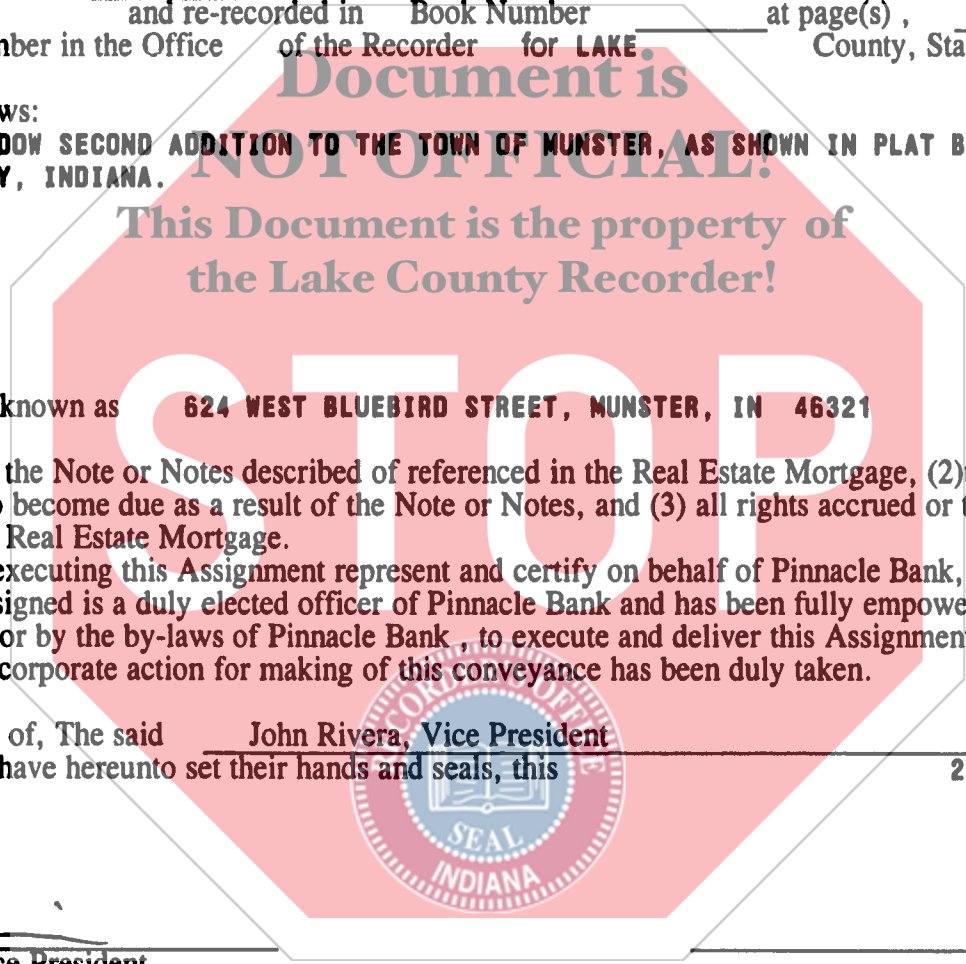 and re-recorded in Book Number at page(s) ,
nber in the Office of the Recorder for LAKE County, Sta
Document is
ws:
DOW SECOND ADDITION TO THE TOWN OF MUNSTER, AS SHOWN IN PLAT B
NOT OFFICIAL!
Y, INDIANA.
This Document is the property of
the Lake County Recorder!
STOP
known as 624 WEST BLUEBIRD STREET, MUNSTER, IN 46321
the Note or Notes described of referenced in the Real Estate Mortgage, (2)
become due as a result of the Note or Notes, and (3) all rights accrued or t
Real Estate Mortgage.
executing this Assignment represent and certify on behalf of Pinnacle Bank,
signed is a duly elected officer of Pinnacle Bank and has been fully empowe
or by the by-laws of Pinnacle Bank , to execute and deliver this Assignmen
corporate action for making of this conveyance has been duly taken.
of, The said John Rivera, Vice President
have hereunto set their hands and seals, this 2
RECORDER'S OFFICE
SEAL
INDIANA
ce President